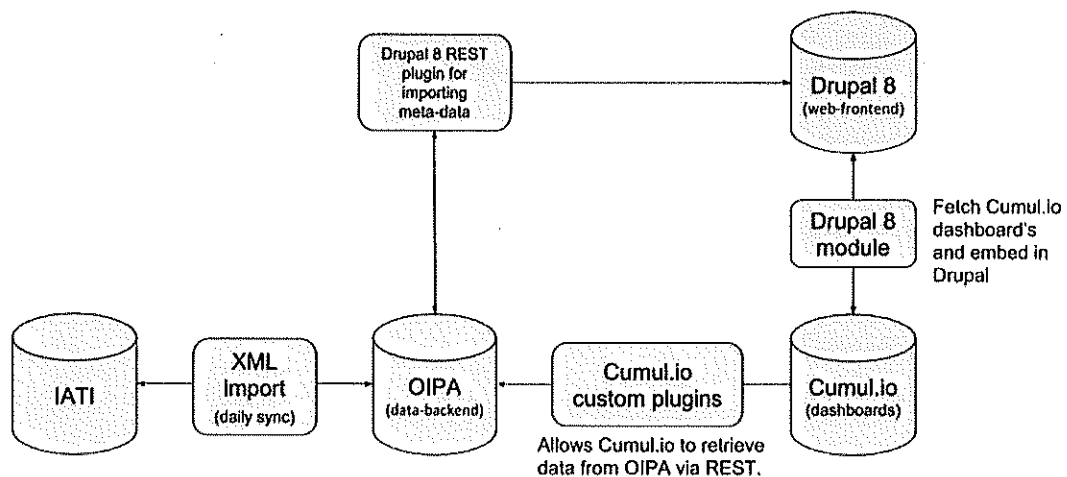 Drupal 8 REST
plugin for
importing
meta-data
Drupal 8
(web-frontend)
Drupal 8
module
Fetch Cumul.io
dashboard's
and embed in
Drupal
IATI
XML
Import
(daily sync)
OIPA
(data-backend)
Cumul.io
custom plugins
Cumul.io
(dashboards)
Allows Cumul.io to retrieve
data from OIPA via REST.